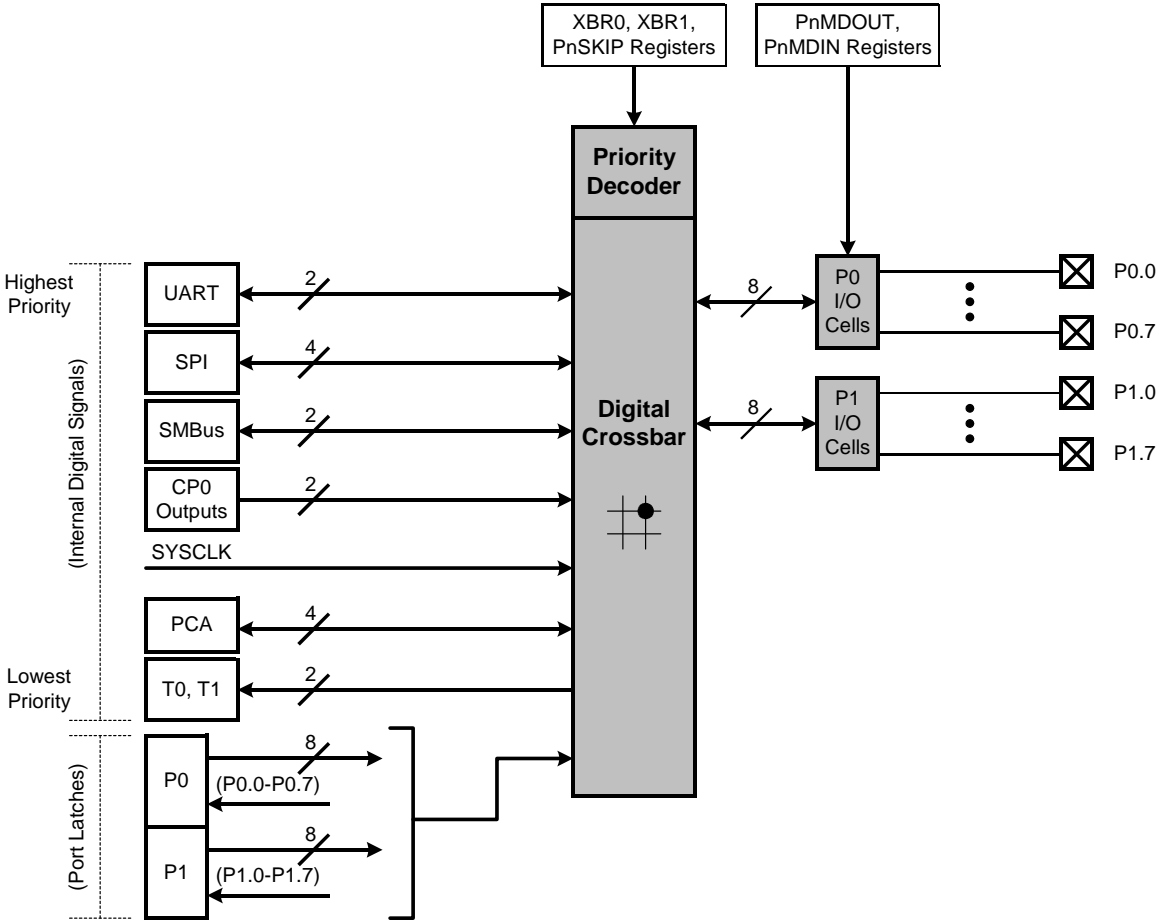 XBR0, XBR1,
PnSKIP Registers
PnMDOUT,
PnMDIN Registers
Priority
Decoder
Highest
Priority
(Internal Digital Signals)
UART
2
SPI
4
SMBus
2
CP0
Outputs
2
SYSCLK
PCA
4
Lowest
Priority
T0, T1
2
Digital
Crossbar
8
P0
I/O
Cells
P0.0
P0.7
8
P1
I/O
Cells
P1.0
P1.7
(Port Latches)
P0
8
(P0.0-P0.7)
P1
8
(P1.0-P1.7)